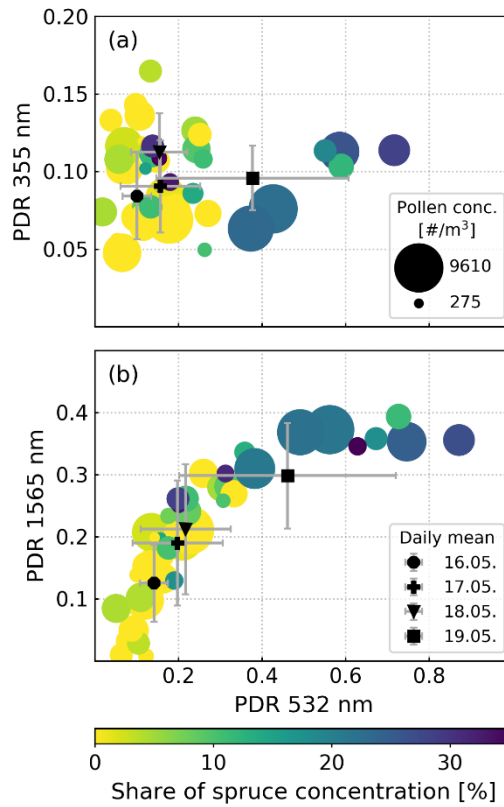 (a)
PDR 355 nm
0.20
0.15
0.10
0.05
Pollen conc.
[#/m³]
9610
275
(b)
PDR 1565 nm
0.4
0.3
0.2
0.1
Daily mean
16.05.
17.05.
18.05.
19.05.
0.2 0.4 0.6 0.8
PDR 532 nm
0 10 20 30
Share of spruce concentration [%]